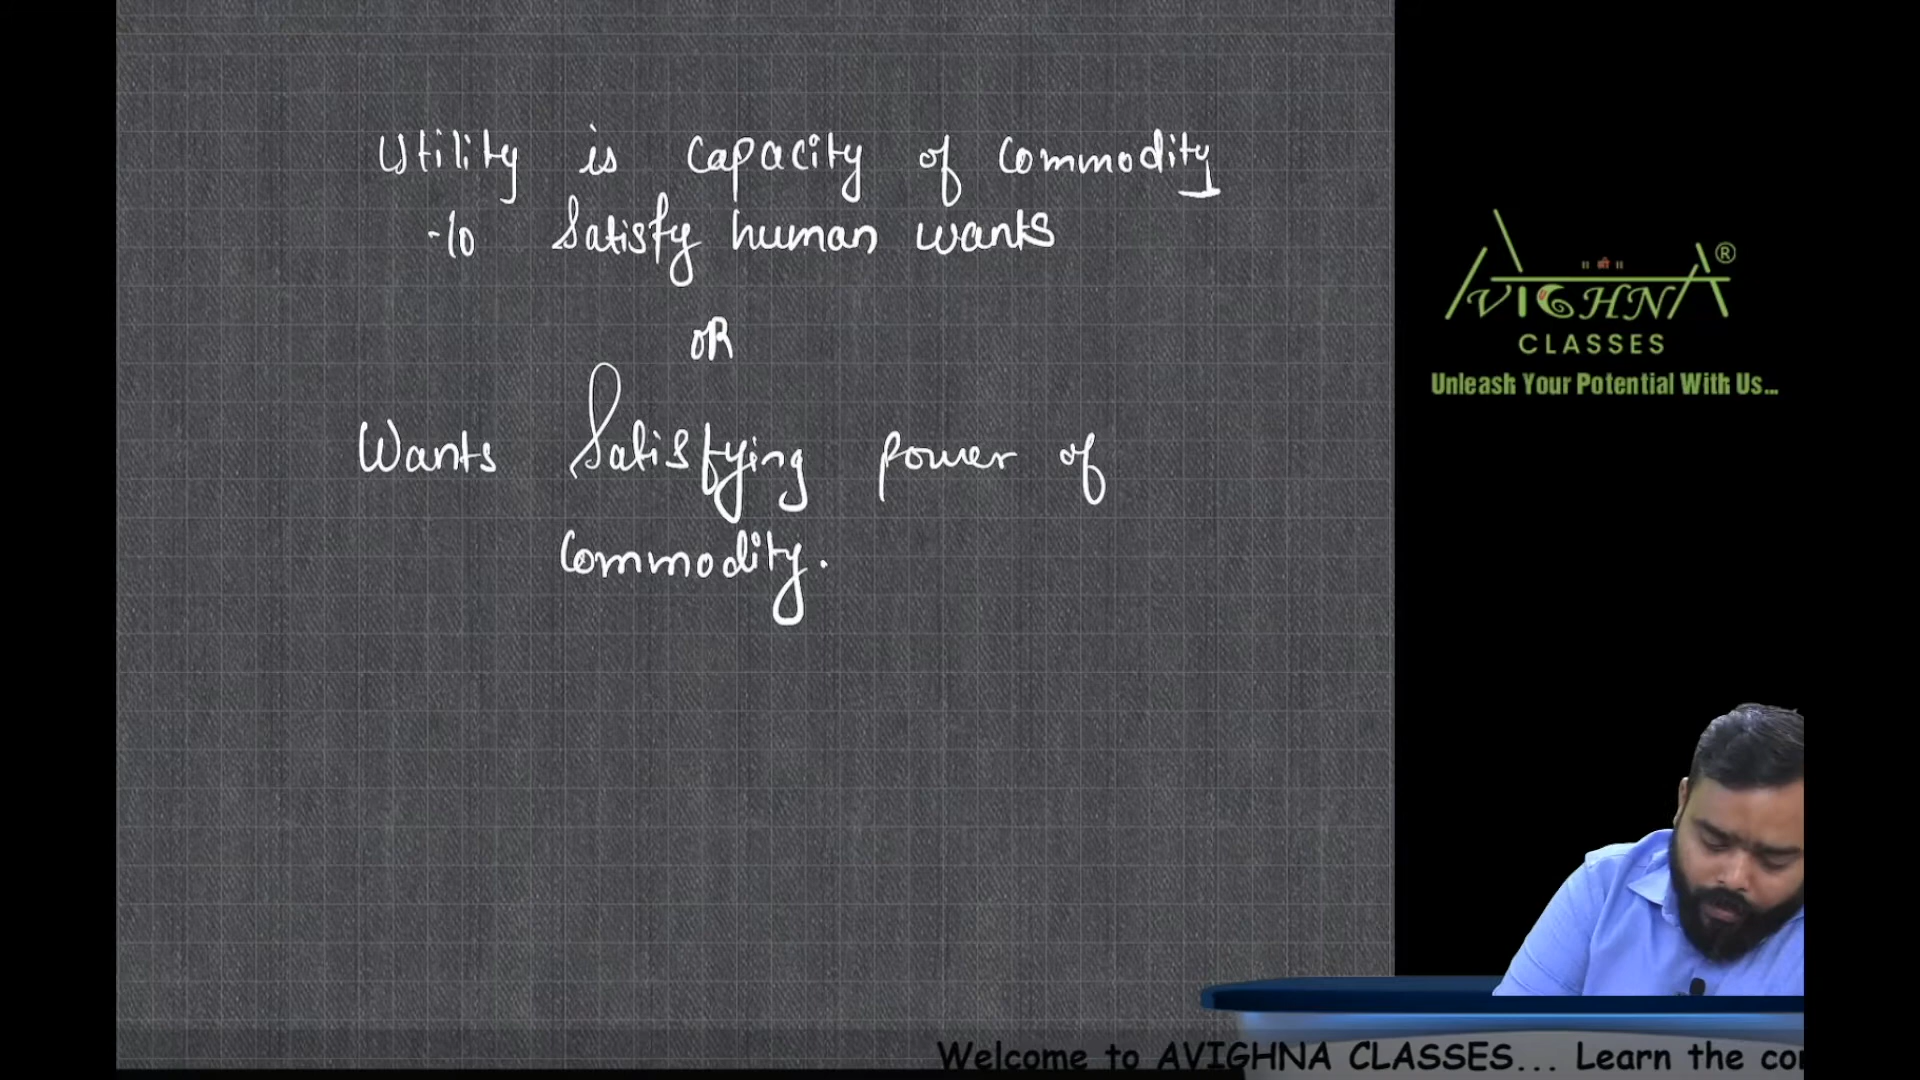 Utility is capacity of commodity
to satisfy human wants
OR
Wants Satisfying power of
commodity.
॥ श्री ॥
AVIGHNA®
CLASSES
Unleash Your Potential With Us...
Welcome to AVIGHNA CLASSES... Learn the co